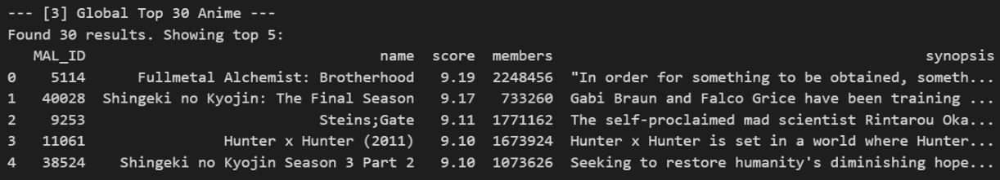 --- [3] Global Top 30 Anime ---
Found 30 results. Showing top 5:
MAL_ID name score members synopsis
0 5114 Fullmetal Alchemist: Brotherhood 9.19 2248456 "In order for something to be obtained, someth...
1 40028 Shingeki no Kyojin: The Final Season 9.17 733260 Gabi Braun and Falco Grice have been training ...
2 9253 Steins;Gate 9.11 1771162 The self-proclaimed mad scientist Rintarou Oka...
3 11061 Hunter x Hunter (2011) 9.10 1673924 Hunter x Hunter is set in a world where Hunter...
4 38524 Shingeki no Kyojin Season 3 Part 2 9.10 1073626 Seeking to restore humanity's diminishing hope...